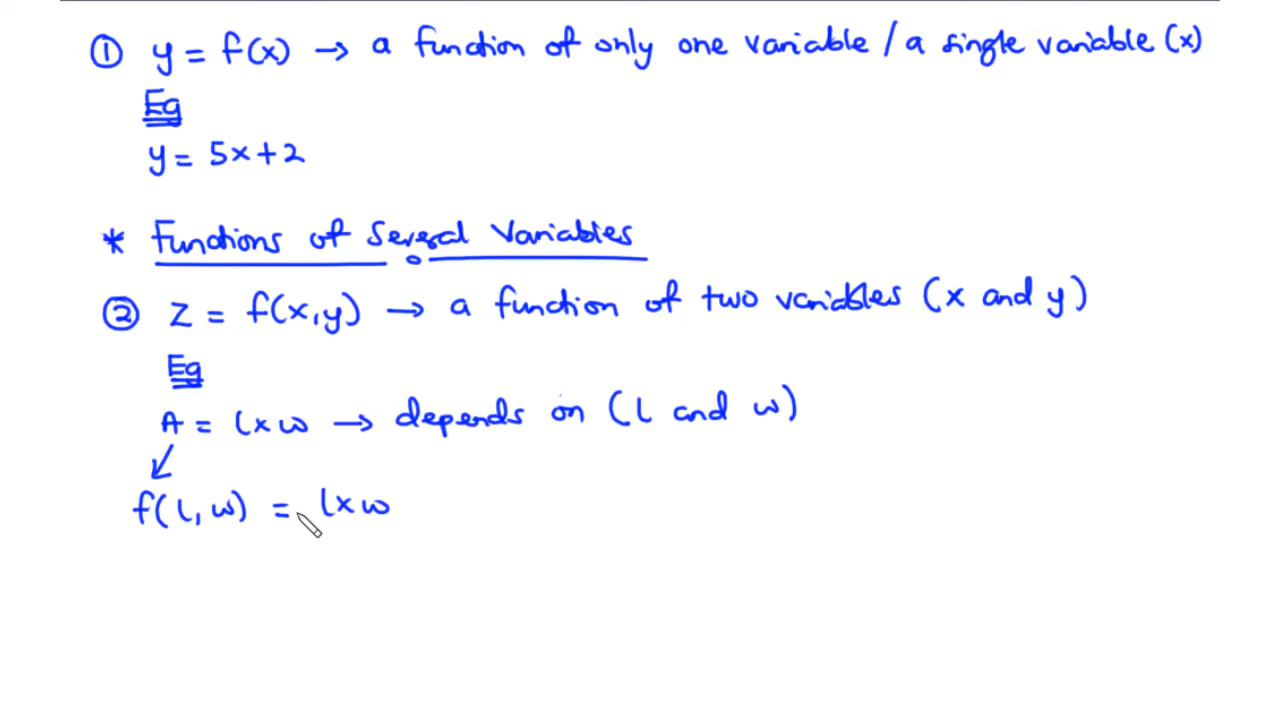 ① y = f(x) → a function of only one variable / a single variable (x)
Eg
y = 5x + 2
* Functions of Several Variables
② z = f(x,y) → a function of two variables (x and y)
Eg
A = l × w → depends on (l and w)
↙
f(l, w) = l × w